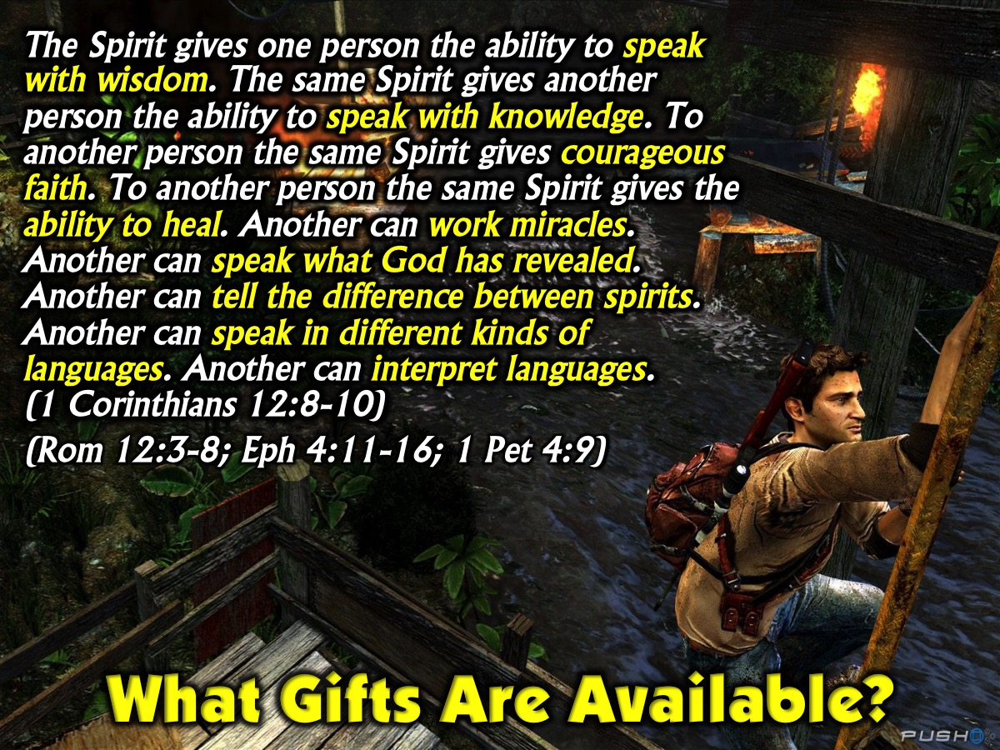 The Spirit gives one person the ability to speak
with wisdom. The same Spirit gives another
person the ability to speak with knowledge. To
another person the same Spirit gives courageous
faith. To another person the same Spirit gives the
ability to heal. Another can work miracles.
Another can speak what God has revealed.
Another can tell the difference between spirits.
Another can speak in different kinds of
languages. Another can interpret languages.
(1 Corinthians 12:8-10)
(Rom 12:3-8; Eph 4:11-16; 1 Pet 4:9)
What Gifts Are Available?
PUSH